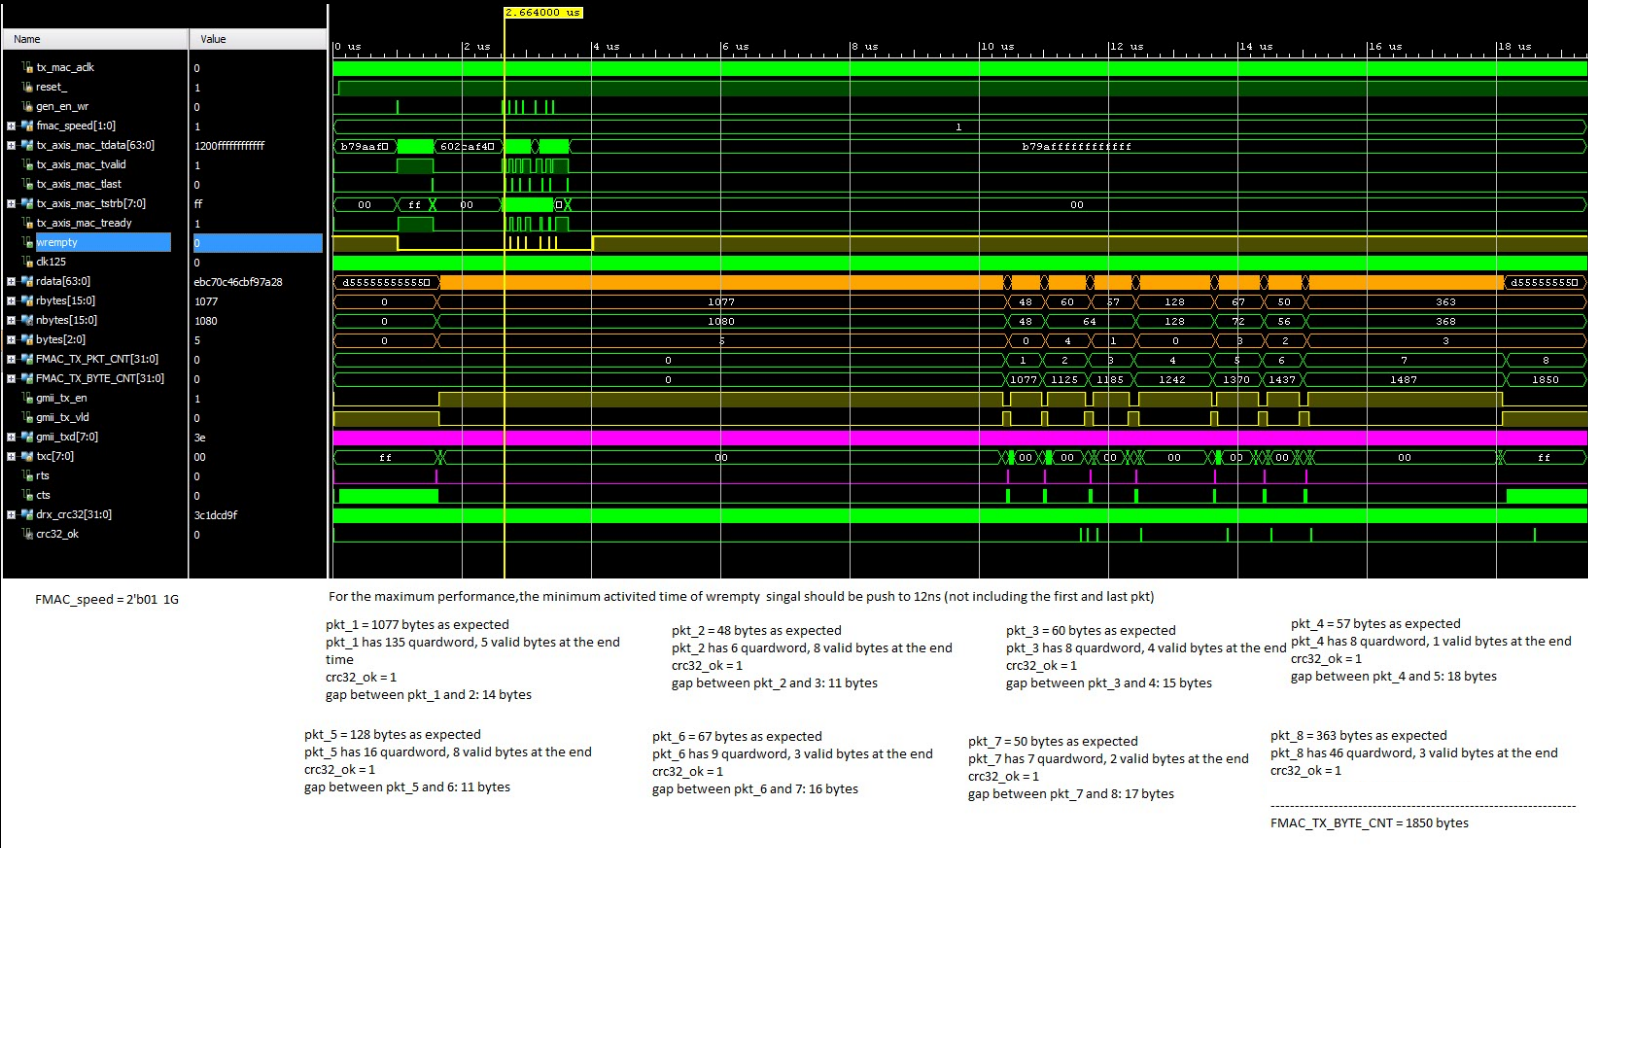 2.664000 us
Name Value
0 us 2 us 4 us 6 us 8 us 10 us 12 us 14 us 16 us 18 us
tx_mac_aclk 0
reset_ 1
gen_en_wr 0
fmac_speed[1:0] 1 1
tx_axis_mac_tdata[63:0] 1200ffffffffffff b79aaf 602caf4 b79affffffffffff
tx_axis_mac_tvalid 1
tx_axis_mac_tlast 0
tx_axis_mac_tstrb[7:0] ff 00 ff 00 00
tx_axis_mac_tready 1
wrempty 0
clk125 0
rdata[63:0] ebc70c46cbf97a28 d55555555555 d55555555
rbytes[15:0] 1077 0 1077 48 60 57 128 67 50 363
nbytes[15:0] 1080 0 1080 48 64 128 72 56 368
bytes[2:0] 5 0 5 0 4 1 0 3 2 3
FMAC_TX_PKT_CNT[31:0] 0 0 1 2 3 4 5 6 7 8
FMAC_TX_BYTE_CNT[31:0] 0 0 1077 1125 1185 1242 1370 1437 1487 1850
gmii_tx_en 1
gmii_tx_vld 0
gmii_txd[7:0] 3e
txc[7:0] 00 ff 00 00 00 00 00 00 00 00 ff
rts 0
cts 0
drx_crc32[31:0] 3c1dcd9f
crc32_ok 0
FMAC_speed = 2'b01 1G
For the maximum performance,the minimum activited time of wrempty singal should be push to 12ns (not including the first and last pkt)
pkt_1 = 1077 bytes as expected
pkt_1 has 135 quardword, 5 valid bytes at the end
time
crc32_ok = 1
gap between pkt_1 and 2: 14 bytes
pkt_2 = 48 bytes as expected
pkt_2 has 6 quardword, 8 valid bytes at the end
crc32_ok = 1
gap between pkt_2 and 3: 11 bytes
pkt_3 = 60 bytes as expected
pkt_3 has 8 quardword, 4 valid bytes at the end
crc32_ok = 1
gap between pkt_3 and 4: 15 bytes
pkt_4 = 57 bytes as expected
pkt_4 has 8 quardword, 1 valid bytes at the end
crc32_ok = 1
gap between pkt_4 and 5: 18 bytes
pkt_5 = 128 bytes as expected
pkt_5 has 16 quardword, 8 valid bytes at the end
crc32_ok = 1
gap between pkt_5 and 6: 11 bytes
pkt_6 = 67 bytes as expected
pkt_6 has 9 quardword, 3 valid bytes at the end
crc32_ok = 1
gap between pkt_6 and 7: 16 bytes
pkt_7 = 50 bytes as expected
pkt_7 has 7 quardword, 2 valid bytes at the end
crc32_ok = 1
gap between pkt_7 and 8: 17 bytes
pkt_8 = 363 bytes as expected
pkt_8 has 46 quardword, 3 valid bytes at the end
crc32_ok = 1
----------------------------------------------------------------
FMAC_TX_BYTE_CNT = 1850 bytes